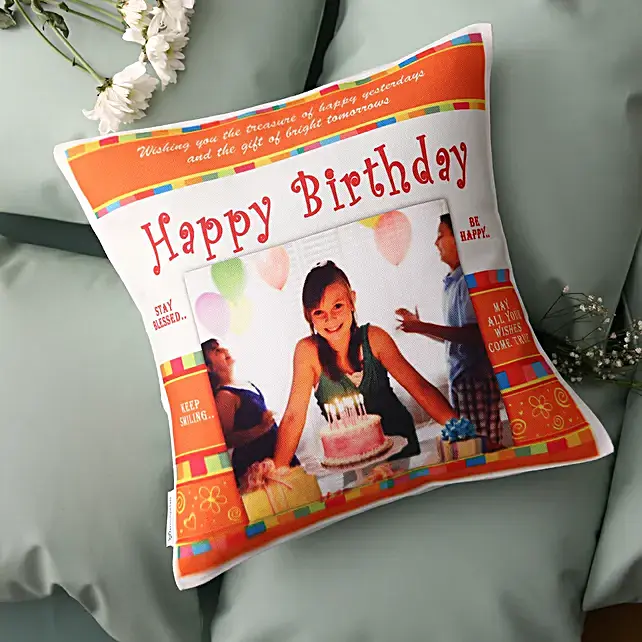 Wishing you the treasure of happy yesterdays
and the gift of bright tomorrows
Happy Birthday
BE
HAPPY..
STAY
BLESSED..
MAY
ALL YOUR
WISHES
COME TRUE
KEEP
SMILING..